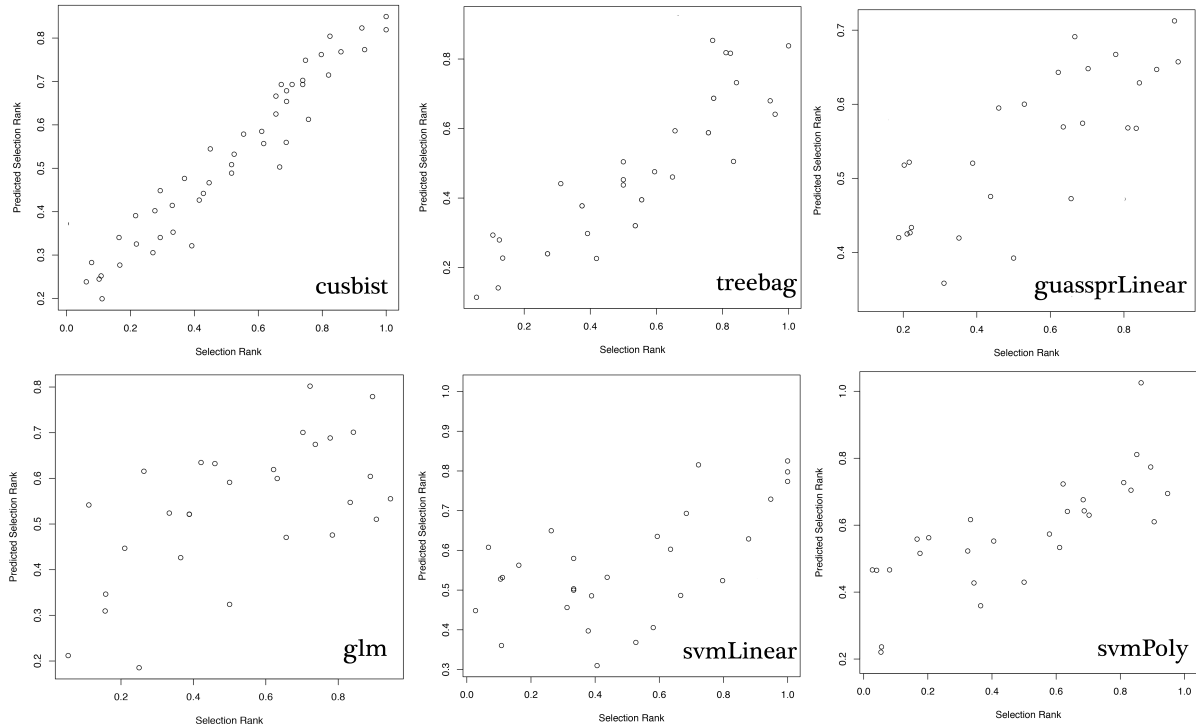 Predicted Selection Rank
0.8
0.7
0.6
0.5
0.4
0.3
0.2
0.0 0.2 0.4 0.6 0.8 1.0
Selection Rank
cusbist
Predicted Selection Rank
0.8
0.6
0.4
0.2
0.2 0.4 0.6 0.8 1.0
Selection Rank
treebag
Predicted Selection Rank
0.7
0.6
0.5
0.4
0.2 0.4 0.6 0.8
Selection Rank
guassprLinear
Predicted Selection Rank
0.8
0.7
0.6
0.5
0.4
0.3
0.2
0.2 0.4 0.6 0.8
Selection Rank
glm
Predicted Selection Rank
1.0
0.9
0.8
0.7
0.6
0.5
0.4
0.3
0.0 0.2 0.4 0.6 0.8 1.0
Selection Rank
svmLinear
Predicted Selection Rank
1.0
0.8
0.6
0.4
0.2
0.0 0.2 0.4 0.6 0.8 1.0
Selection Rank
svmPoly